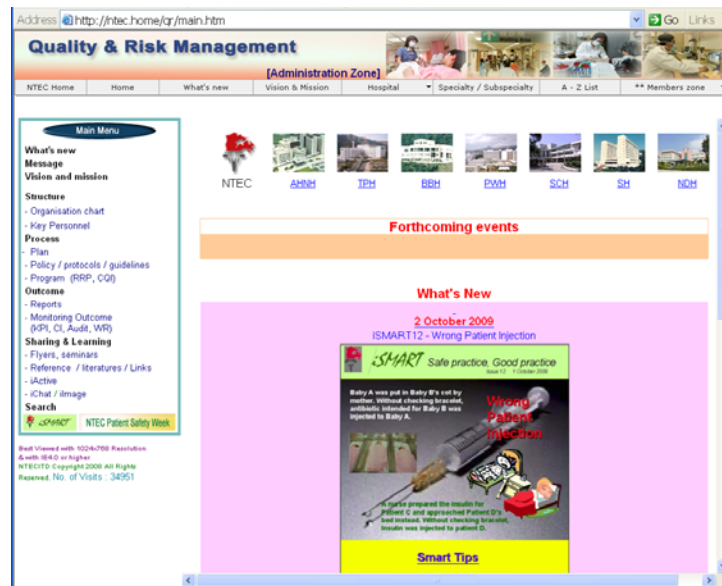 Address http://ntec.home/qr/main.htm Go Links
Quality & Risk Management
[Administration Zone]
NTEC Home Home What's new Vision & Mission Hospital Specialty / Subspecialty A - Z List ** Members zone
Main Menu
What's new
Message
Vision and mission
Structure
- Organisation chart
- Key Personnel
Process
- Plan
- Policy / protocols / guidelines
- Program (RRP, CQI)
Outcome
- Reports
- Monitoring Outcome
(KPI, CI, Audit, WR)
Sharing & Learning
- Flyers, seminars
- Reference / literatures / Links
- iActive
- iChat / iImage
Search
iSMART NTEC Patient Safety Week
Best Viewed with 1024x768 Resolution
& with IE4.0 or higher
NTECITD Copyright 2008 All Rights
Reserved. No. of Visits : 34951
NTEC AHNH TPH BBH PWH SCH SH NDH
Forthcoming events
What's New
2 October 2009
iSMART12 - Wrong Patient Injection
iSMART Safe practice, Good practice
Issue 12 1 October 2009
Baby A was put in Baby B's cot by
mother. Without checking bracelet,
antibiotic intended for Baby B was
injected to Baby A.
Wrong
Patient
Injection
A nurse prepared the insulin for
Patient C and approached Patient D's
bed instead. Without checking bracelet,
Insulin was injected to patient D.
Smart Tips